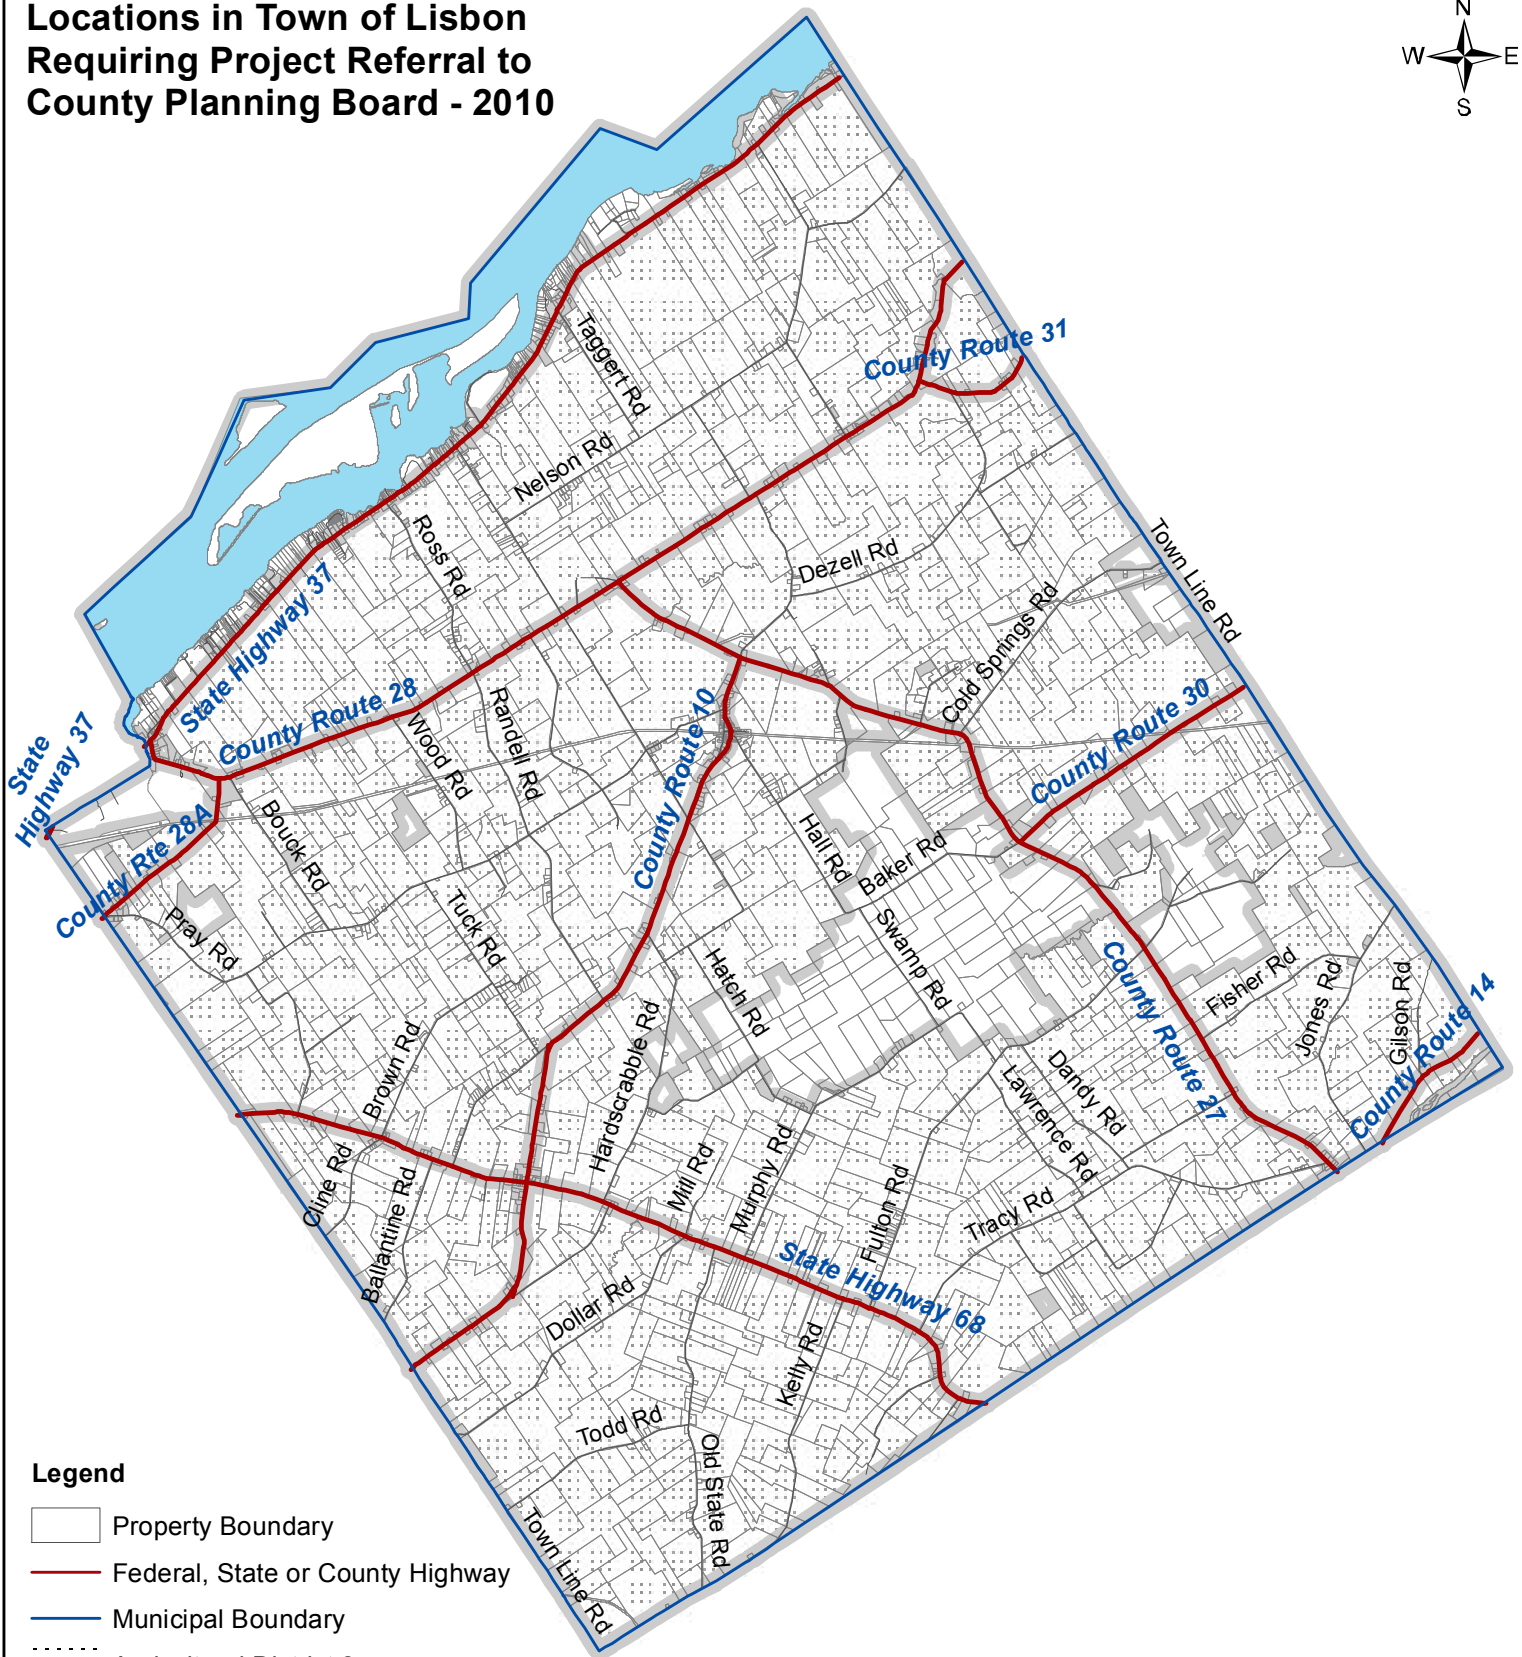 Locations in Town of Lisbon
Requiring Project Referral to
County Planning Board - 2010
N
W
E
S
Taggert Rd
County Route 31
Nelson Rd
Ross Rd
Dezell Rd
Town Line Rd
State Highway 37
Cold Springs Rd
County Route 28
Randell Rd
County Route 10
County Route 30
Wood Rd
State
Highway 37
County Rte 28A
Bouck Rd
Hall Rd
Baker Rd
Pray Rd
Tuck Rd
Swamp Rd
Hatch Rd
County Route 27
Fisher Rd
Jones Rd
Gilson Rd
County Route 14
Brown Rd
Hardscrabble Rd
Dandy Rd
Lawrence Rd
Cline Rd
Ballantine Rd
Mill Rd
Murphy Rd
Fulton Rd
Tracy Rd
State Highway 68
Dollar Rd
Kelly Rd
Todd Rd
Old State Rd
Town Line Rd
Legend
Property Boundary
Federal, State or County Highway
Municipal Boundary